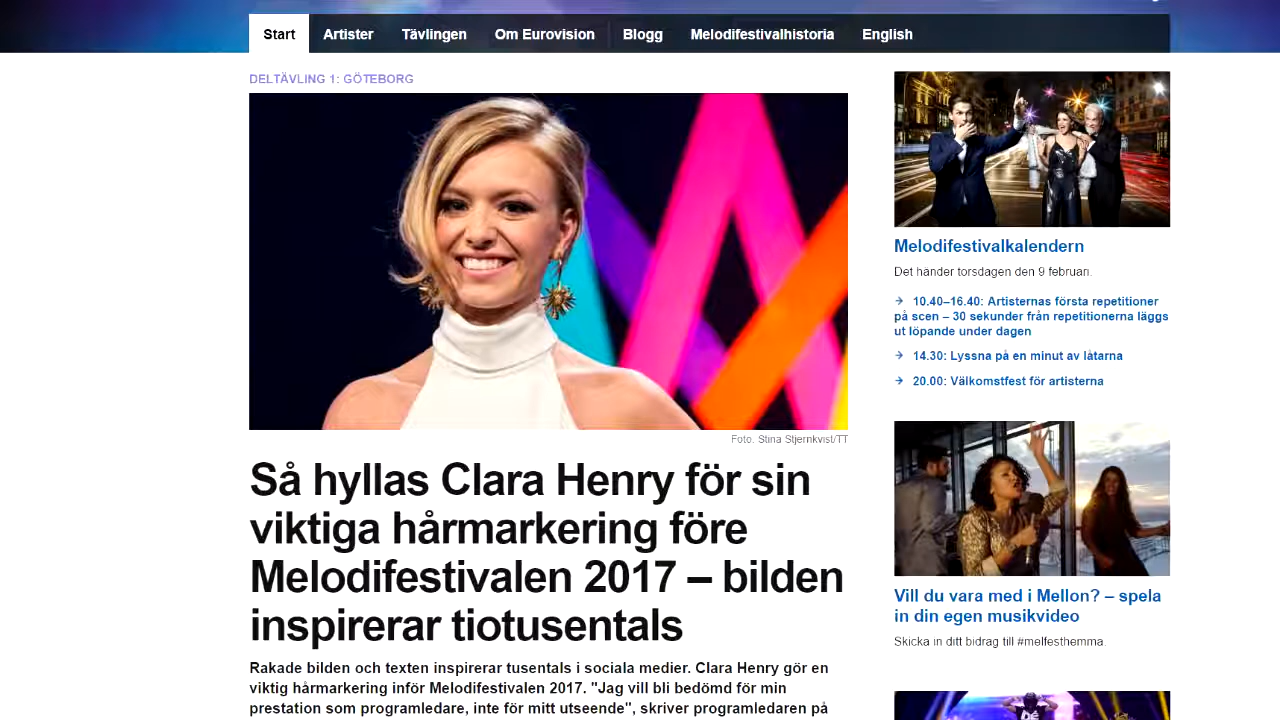 Start Artister Tävlingen Om Eurovision Blogg Melodifestivalhistoria English
DELTÄVLING 1: GÖTEBORG
Foto. Stina Stjernkvist/TT
Så hyllas Clara Henry för sin
viktiga hårmarkering före
Melodifestivalen 2017 – bilden
inspirerar tiotusentals
Rakade bilden och texten inspirerar tusentals i sociala medier. Clara Henry gör en
viktig hårmarkering inför Melodifestivalen 2017. "Jag vill bli bedömd för min
prestation som programledare, inte för mitt utseende", skriver programledaren på
Melodifestivalkalendern
Det händer torsdagen den 9 februari.
→ 10.40–16.40: Artisternas första repetitioner
på scen – 30 sekunder från repetitionerna läggs
ut löpande under dagen
→ 14.30: Lyssna på en minut av låtarna
→ 20.00: Välkomstfest för artisterna
Vill du vara med i Mellon? – spela
in din egen musikvideo
Skicka in ditt bidrag till #melfesthemma.